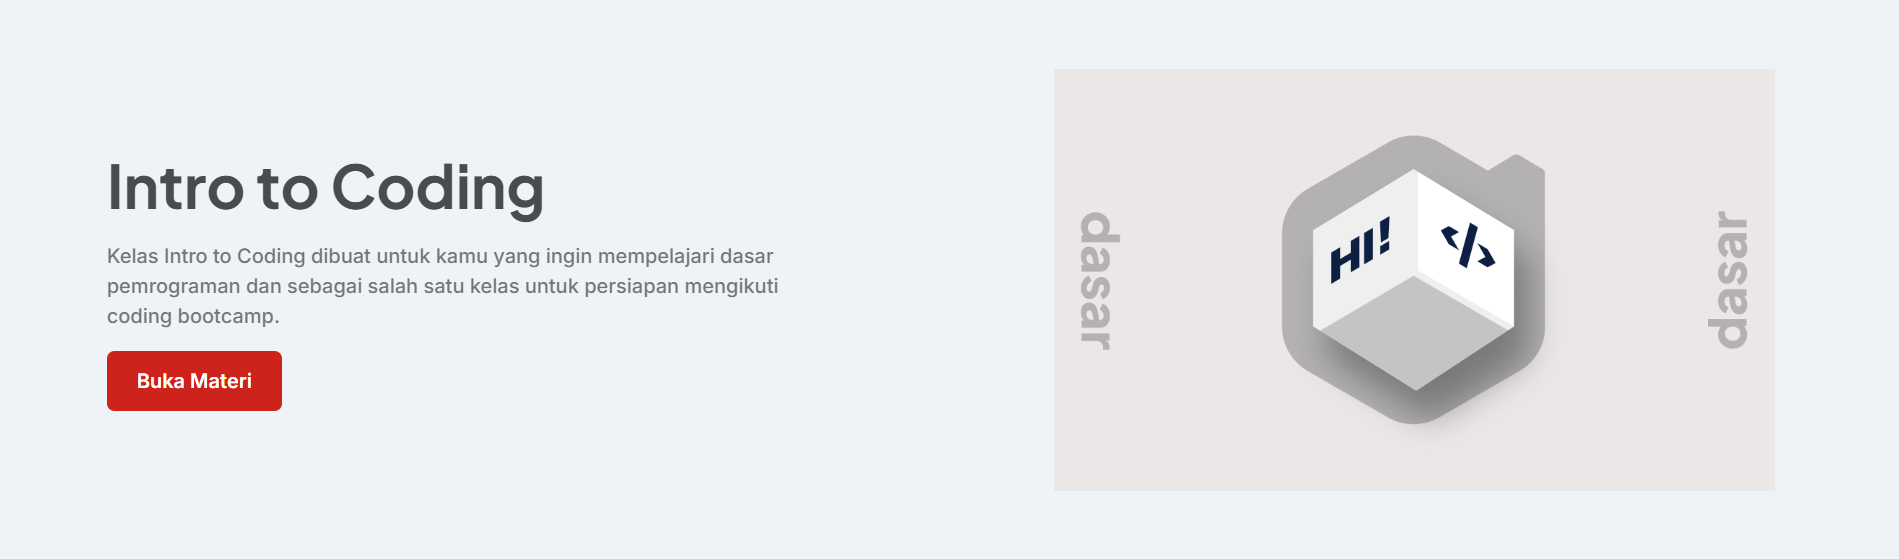 Intro to Coding
Kelas Intro to Coding dibuat untuk kamu yang ingin mempelajari dasar
pemrograman dan sebagai salah satu kelas untuk persiapan mengikuti
coding bootcamp.
Buka Materi
dasar
HI!
</>
dasar